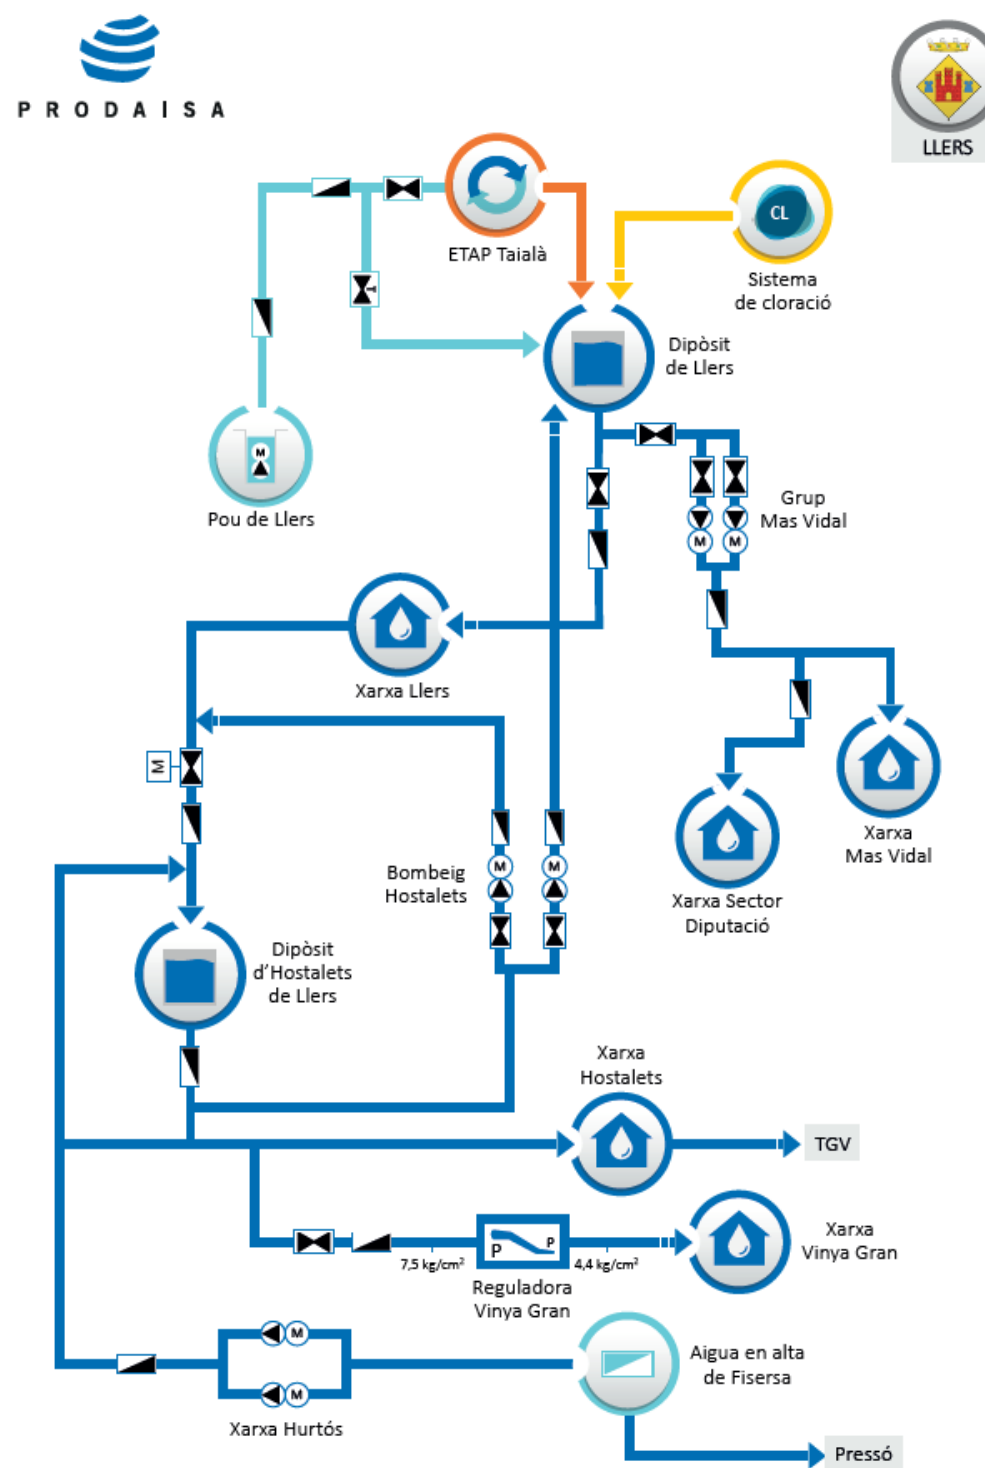 PRODAÏSA
LLERS
CL
ETAP Taialà
Sistema
de cloració
Dipòsit
de Llers
M
Pou de Llers
Grup
Mas Vidal
M
M
Xarxa Llers
M
Xarxa
Mas Vidal
Xarxa Sector
Diputació
Bombeig
Hostalets
M
M
Dipòsit
d'Hostalets
de Llers
Xarxa
Hostalets
TGV
P
P
7,5 kg/cm²
4,4 kg/cm²
Reguladora
Vinya Gran
Xarxa
Vinya Gran
M
M
Xarxa Hurtós
Aigua en alta
de Fisersa
Pressó